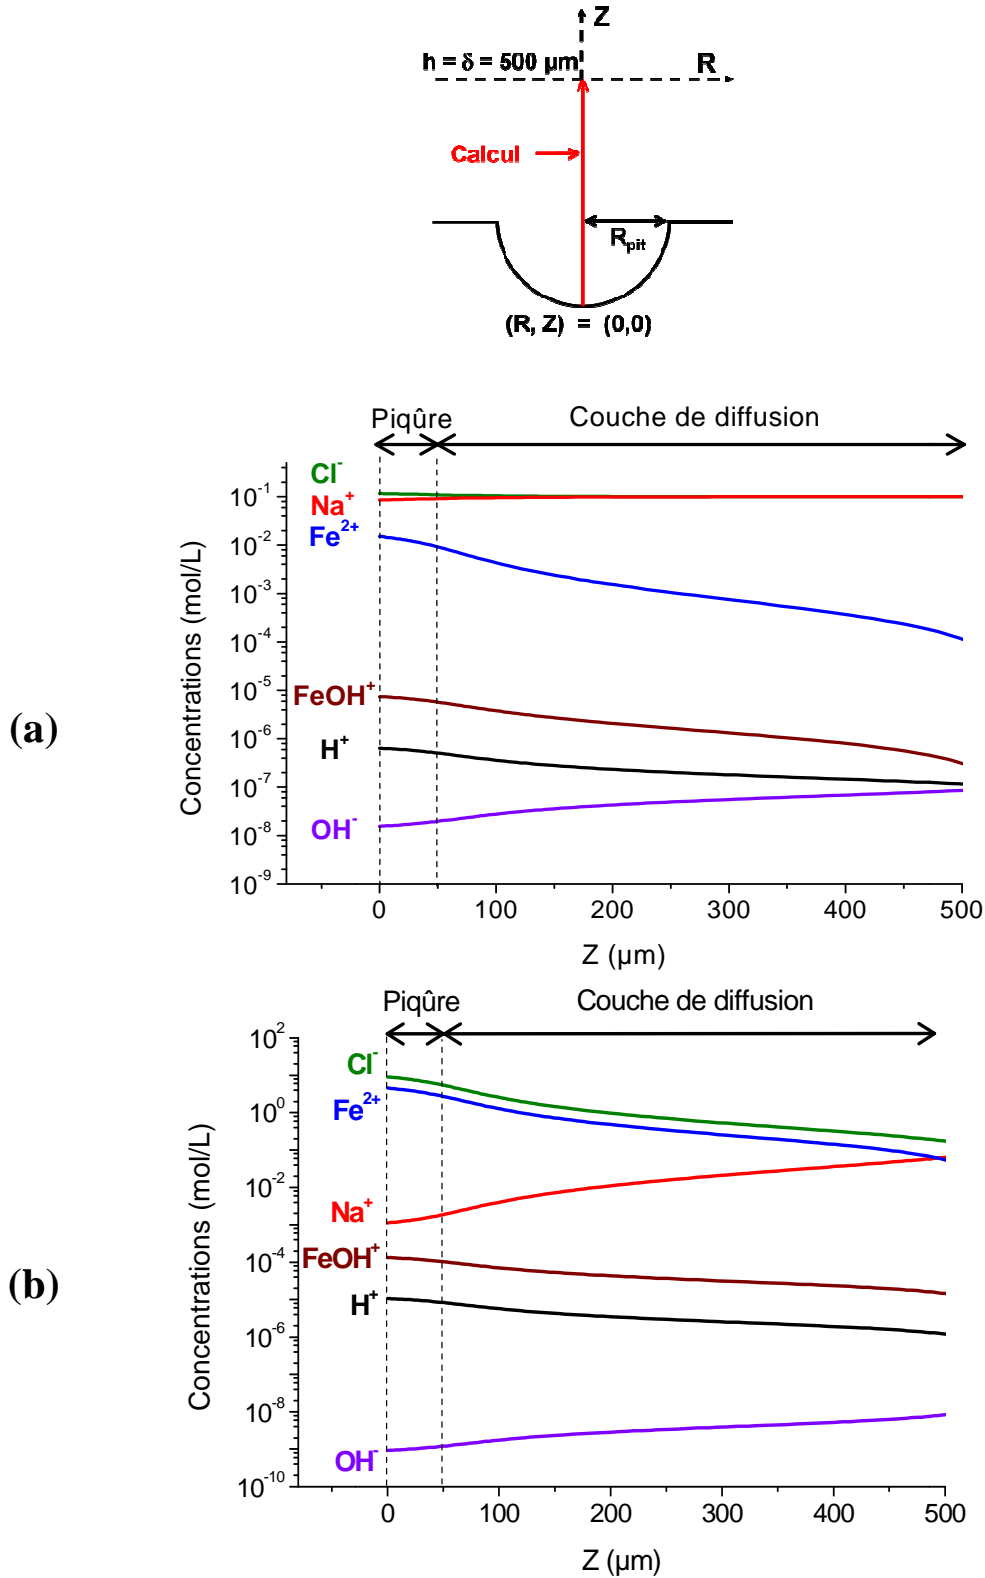 Z
h = δ = 500 µm
R
Calcul
R_pit
(R, Z) = (0,0)
(a)
Piqûre
Couche de diffusion
Cl⁻
Na⁺
Fe²⁺
FeOH⁺
H⁺
OH⁻
Concentrations (mol/L)
10⁻¹
10⁻²
10⁻³
10⁻⁴
10⁻⁵
10⁻⁶
10⁻⁷
10⁻⁸
10⁻⁹
0 100 200 300 400 500
Z (µm)
(b)
Piqûre
Couche de diffusion
Cl⁻
Fe²⁺
Na⁺
FeOH⁺
H⁺
OH⁻
Concentrations (mol/L)
10²
10⁰
10⁻²
10⁻⁴
10⁻⁶
10⁻⁸
10⁻¹⁰
0 100 200 300 400 500
Z (µm)